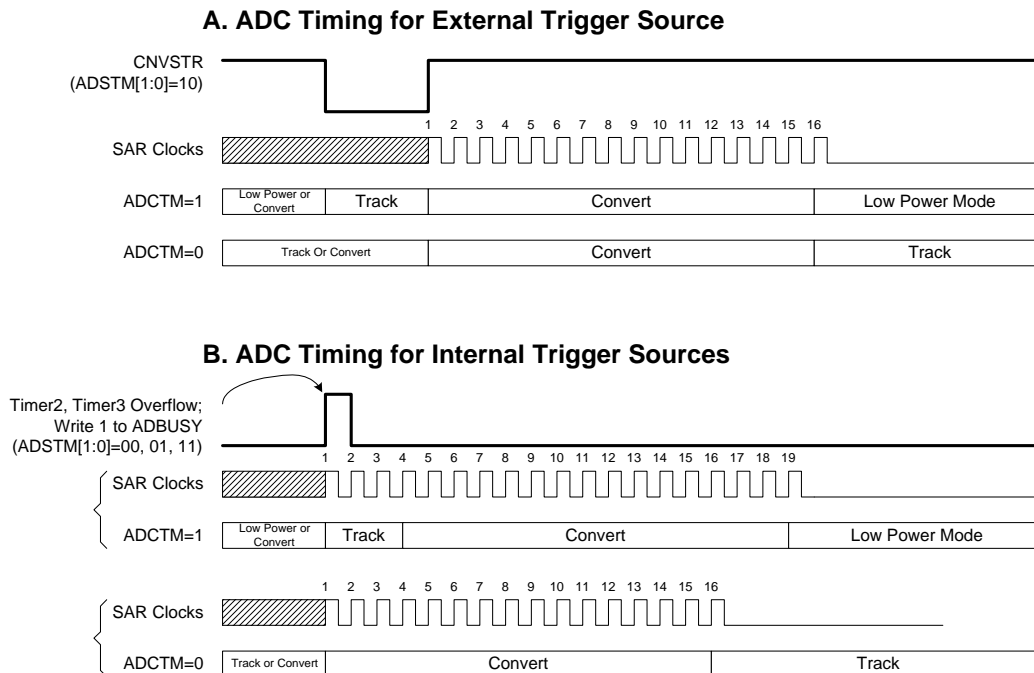 A. ADC Timing for External Trigger Source
CNVSTR
(ADSTM[1:0]=10)
1 2 3 4 5 6 7 8 9 10 11 12 13 14 15 16
SAR Clocks
ADCTM=1
Low Power or
Convert
Track
Convert
Low Power Mode
ADCTM=0
Track Or Convert
Convert
Track
B. ADC Timing for Internal Trigger Sources
Timer2, Timer3 Overflow;
Write 1 to ADBUSY
(ADSTM[1:0]=00, 01, 11)
1 2 3 4 5 6 7 8 9 10 11 12 13 14 15 16 17 18 19
SAR Clocks
ADCTM=1
Low Power or
Convert
Track
Convert
Low Power Mode
1 2 3 4 5 6 7 8 9 10 11 12 13 14 15 16
SAR Clocks
ADCTM=0
Track or Convert
Convert
Track